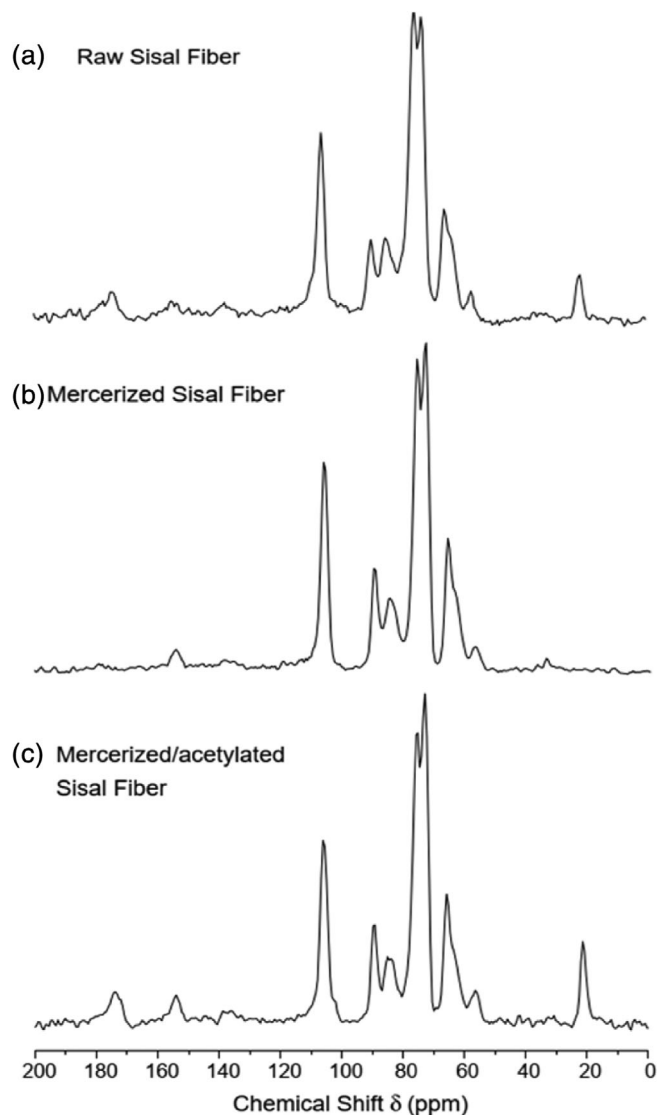 (a) Raw Sisal Fiber
(b) Mercerized Sisal Fiber
(c) Mercerized/acetylated
Sisal Fiber
200 180 160 140 120 100 80 60 40 20 0
Chemical Shift δ (ppm)